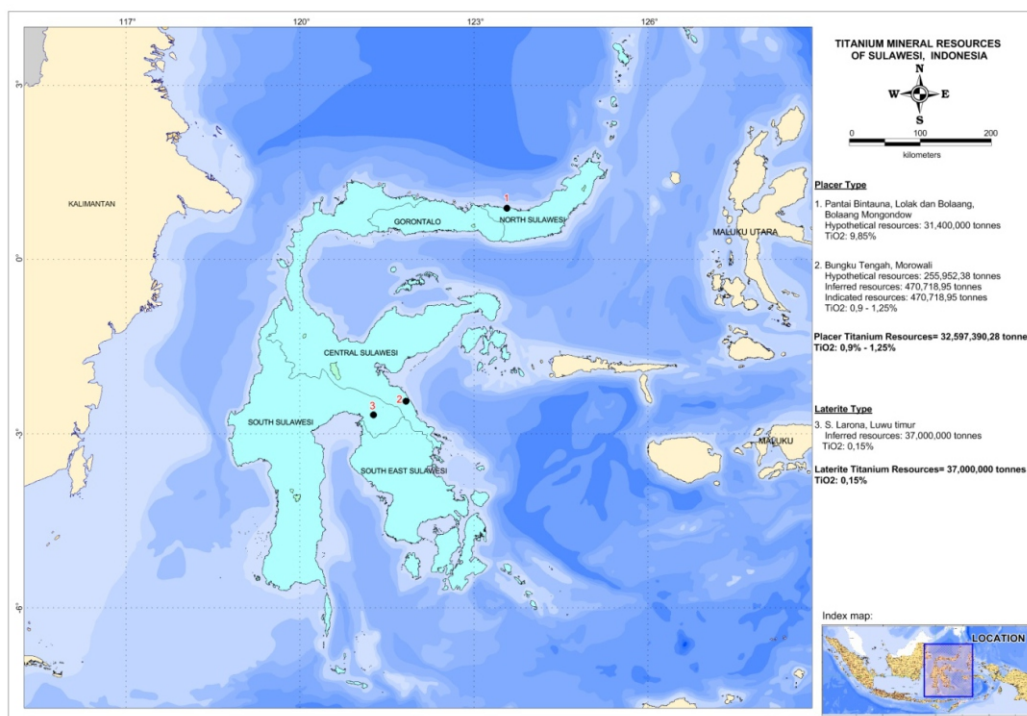 117°
120°
123°
126°
3°
0°
-3°
-6°
KALIMANTAN
GORONTALO
NORTH SULAWESI
MALUKU UTARA
CENTRAL SULAWESI
SOUTH SULAWESI
SOUTH EAST SULAWESI
MALUKU
1
2
3
TITANIUM MINERAL RESOURCES
OF SULAWESI, INDONESIA
N
W E
S
0 100 200
kilometers
Placer Type
1. Pantai Bintauna, Lolak dan Bolaang,
Bolaang Mongondow
Hypothetical resources: 31,400,000 tonnes
TiO2: 9,85%
2. Bungku Tengah, Morowali
Hypothetical resources: 255,952,38 tonnes
Inferred resources: 470,718,95 tonnes
Indicated resources: 470,718,95 tonnes
TiO2: 0,9 - 1,25%
Placer Titanium Resources= 32,597,390,28 tonne
TiO2: 0,9% - 1,25%
Laterite Type
3. S. Larona, Luwu timur
Inferred resources: 37,000,000 tonnes
TiO2: 0,15%
Laterite Titanium Resources= 37,000,000 tonnes
TiO2: 0,15%
Index map:
LOCATION